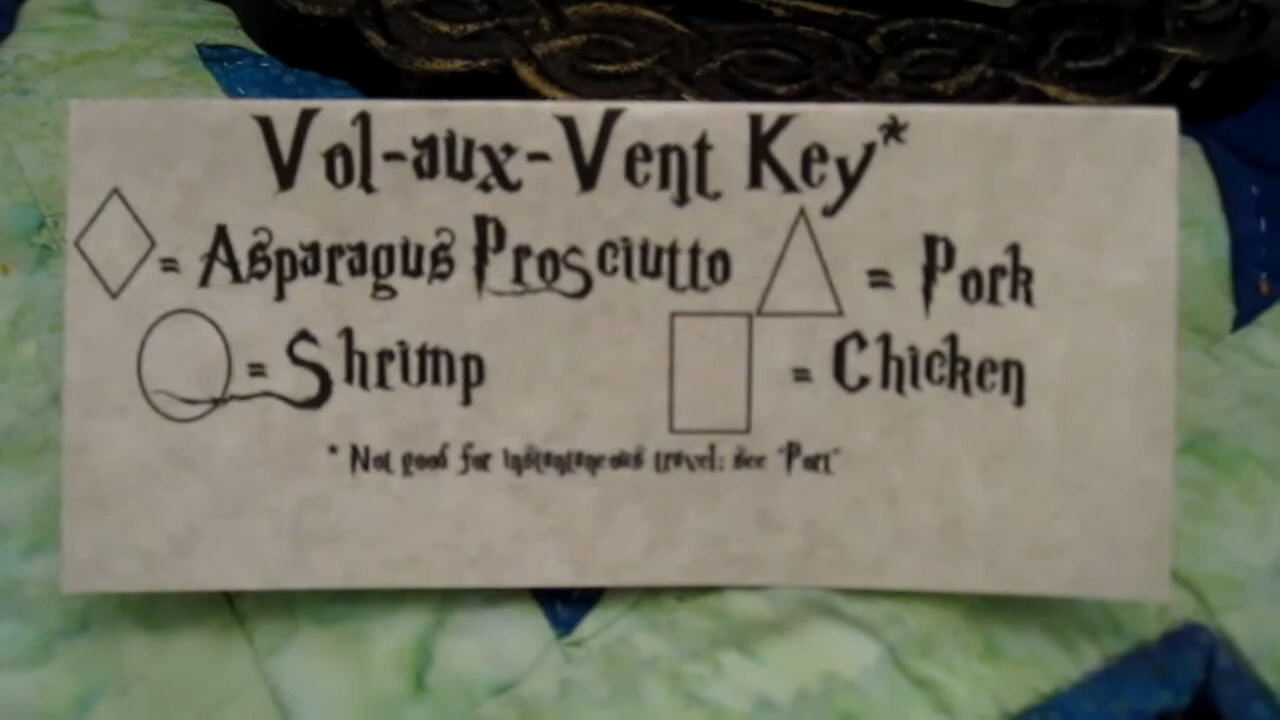 Vol-aux-Vent Key*
= Asparagus Prosciutto = Pork
= Shrimp = Chicken
* Not good for instantaneous travel: see "Port"